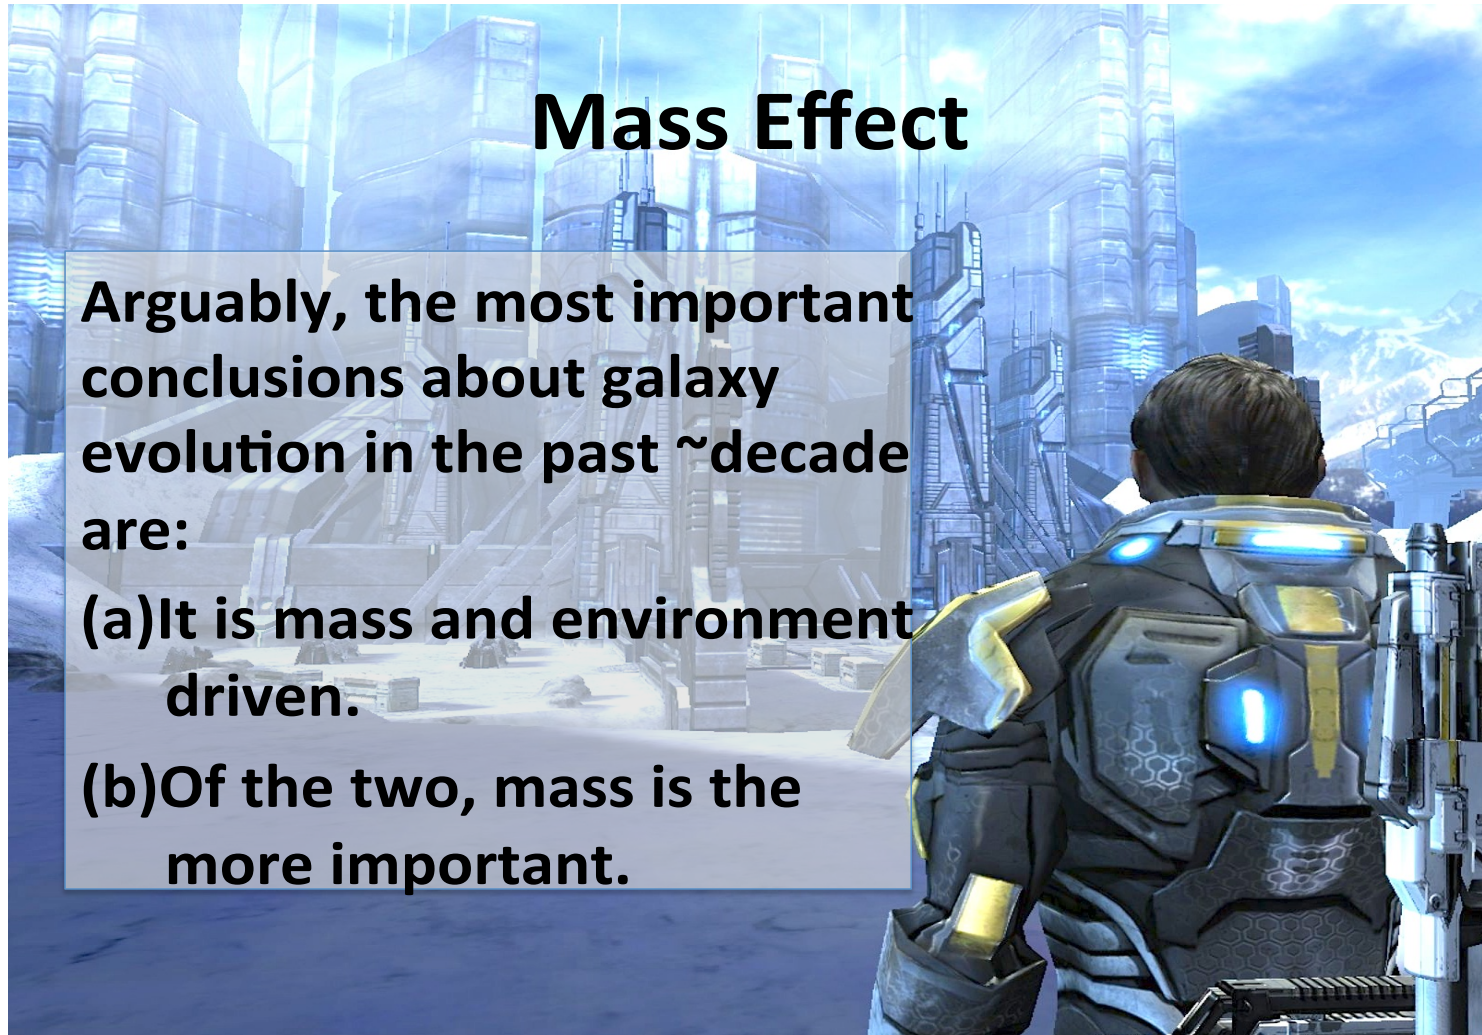 Mass Effect
Arguably, the most important
conclusions about galaxy
evolution in the past ~decade
are:
(a)It is mass and environment
driven.
(b)Of the two, mass is the
more important.